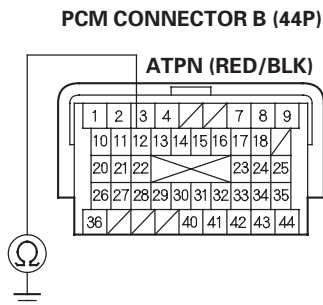 PCM CONNECTOR B (44P)
ATPN (RED/BLK)
1 2 3 4 7 8 9
10 11 12 13 14 15 16 17 18
20 21 22 23 24 25
26 27 28 29 30 31 32 33 34 35
36 40 41 42 43 44
Ω